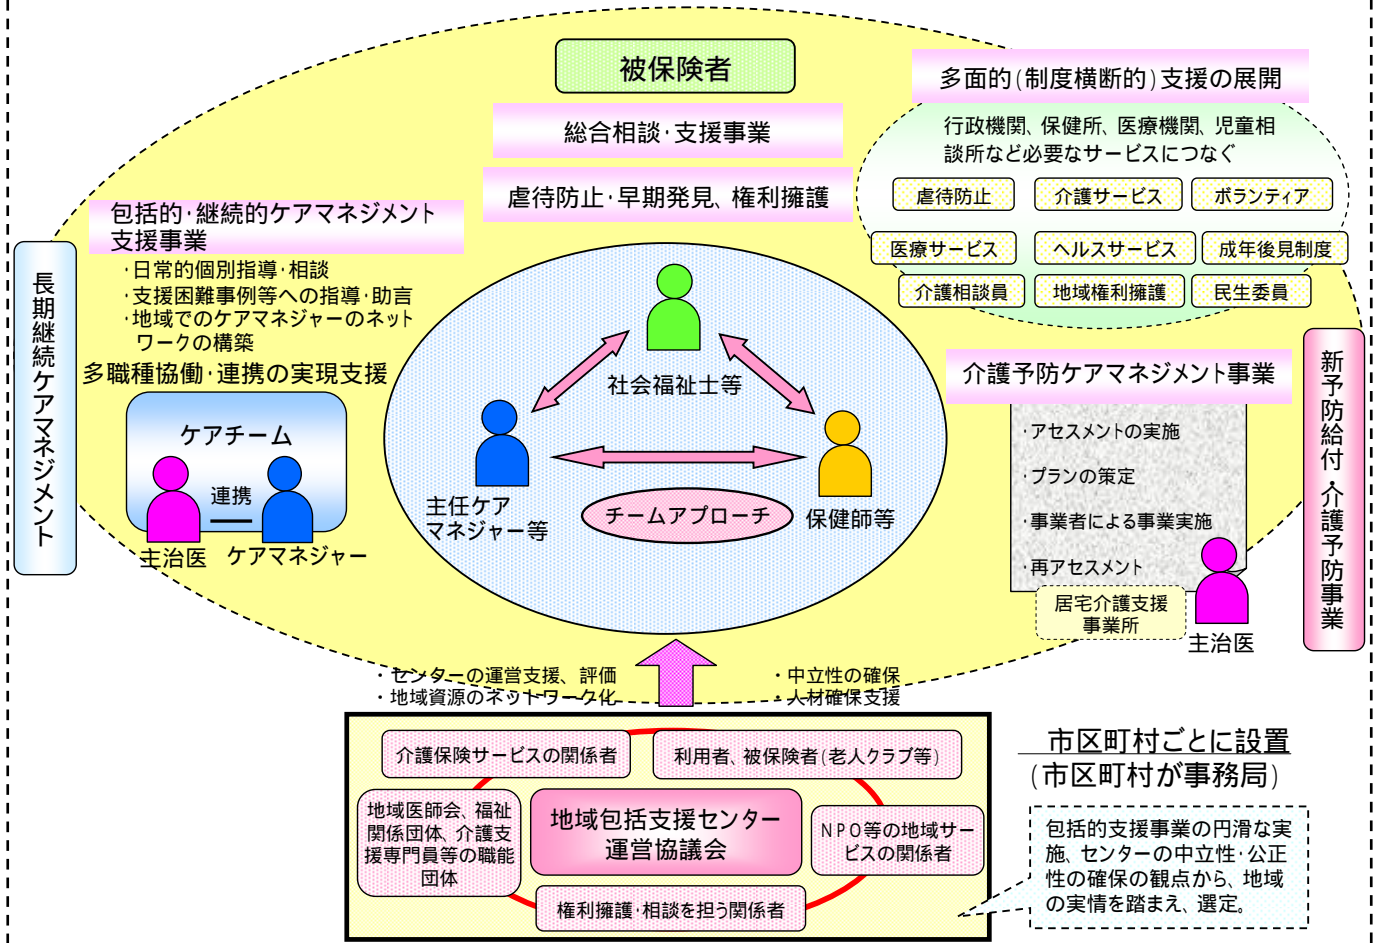 被保険者
総合相談･支援事業
虐待防止･早期発見、権利擁護
多面的(制度横断的)支援の展開
行政機関、保健所、医療機関、児童相
談所など必要なサービスにつなぐ
虐待防止
介護サービス
ボランティア
医療サービス
ヘルスサービス
成年後見制度
介護相談員
地域権利擁護
民生委員
包括的･継続的ケアマネジメント
支援事業
･日常的個別指導･相談
･支援困難事例等への指導･助言
･地域でのケアマネジャーのネット
ワークの構築
多職種協働･連携の実現支援
ケアチーム
連携
主治医
ケアマネジャー
長期継続ケアマネジメント
社会福祉士等
主任ケア
マネジャー等
チームアプローチ
保健師等
介護予防ケアマネジメント事業
･アセスメントの実施
･プランの策定
･事業者による事業実施
･再アセスメント
居宅介護支援
事業所
主治医
新予防給付･介護予防事業
・センターの運営支援、評価
・地域資源のネットワーク化
・中立性の確保
・人材確保支援
介護保険サービスの関係者
利用者、被保険者(老人クラブ等)
地域医師会、福祉
関係団体、介護支
援専門員等の職能
団体
地域包括支援センター
運営協議会
NPO等の地域サー
ビスの関係者
権利擁護･相談を担う関係者
市区町村ごとに設置
(市区町村が事務局)
包括的支援事業の円滑な実
施、センターの中立性･公正
性の確保の観点から、地域
の実情を踏まえ、選定。